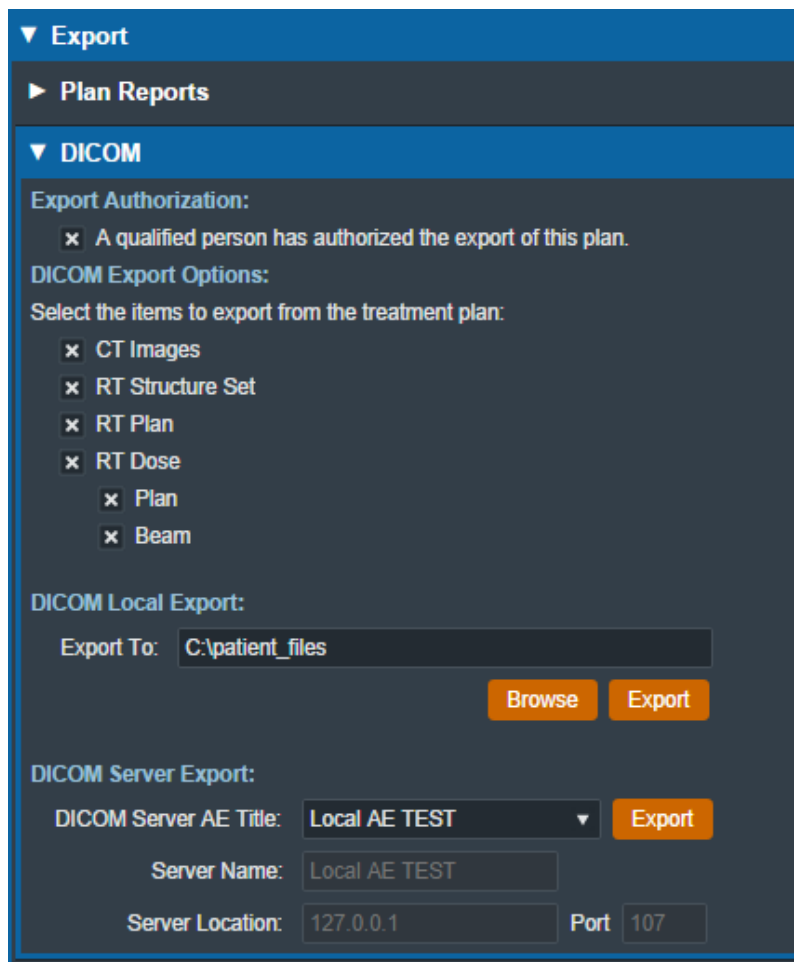 Export
Plan Reports
DICOM
Export Authorization:
A qualified person has authorized the export of this plan.
DICOM Export Options:
Select the items to export from the treatment plan:
CT Images
RT Structure Set
RT Plan
RT Dose
Plan
Beam
DICOM Local Export:
Export To: C:\patient_files
Browse Export
DICOM Server Export:
DICOM Server AE Title: Local AE TEST Export
Server Name: Local AE TEST
Server Location: 127.0.0.1 Port 107